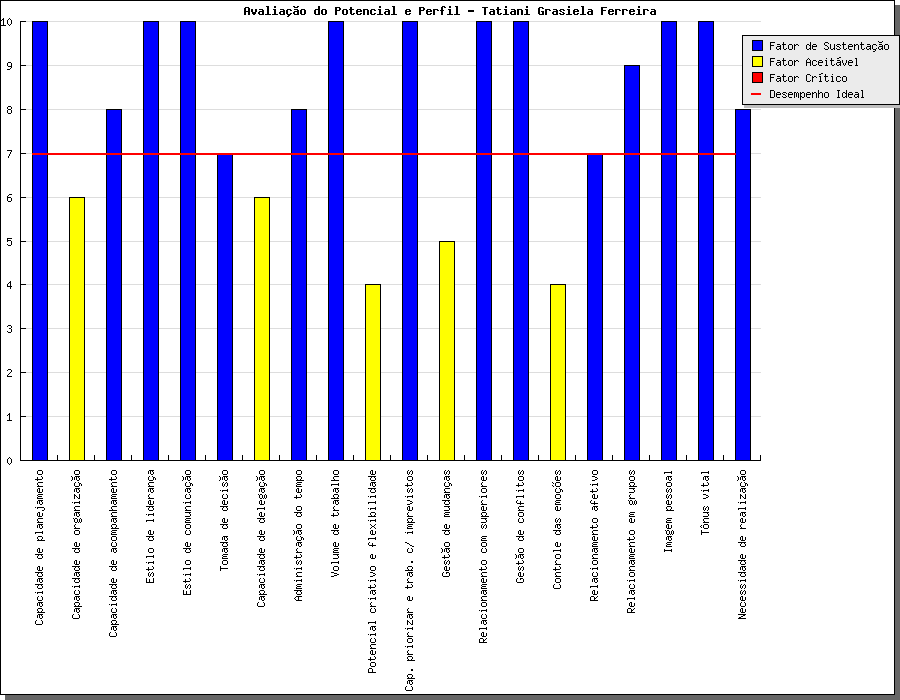 Avaliação do Potencial e Perfil - Tatiani Grasiela Ferreira
Fator de Sustentação
Fator Aceitável
Fator Crítico
Desempenho Ideal
10
9
8
7
6
5
4
3
2
1
0
Capacidade de planejamento
Capacidade de organização
Capacidade de acompanhamento
Estilo de liderança
Estilo de comunicação
Tomada de decisão
Capacidade de delegação
Administração do tempo
Volume de trabalho
Potencial criativo e flexibilidade
Cap. priorizar e trab. c/ imprevistos
Gestão de mudanças
Relacionamento com superiores
Gestão de conflitos
Controle das emoções
Relacionamento afetivo
Relacionamento em grupos
Imagem pessoal
Tônus vital
Necessidade de realização